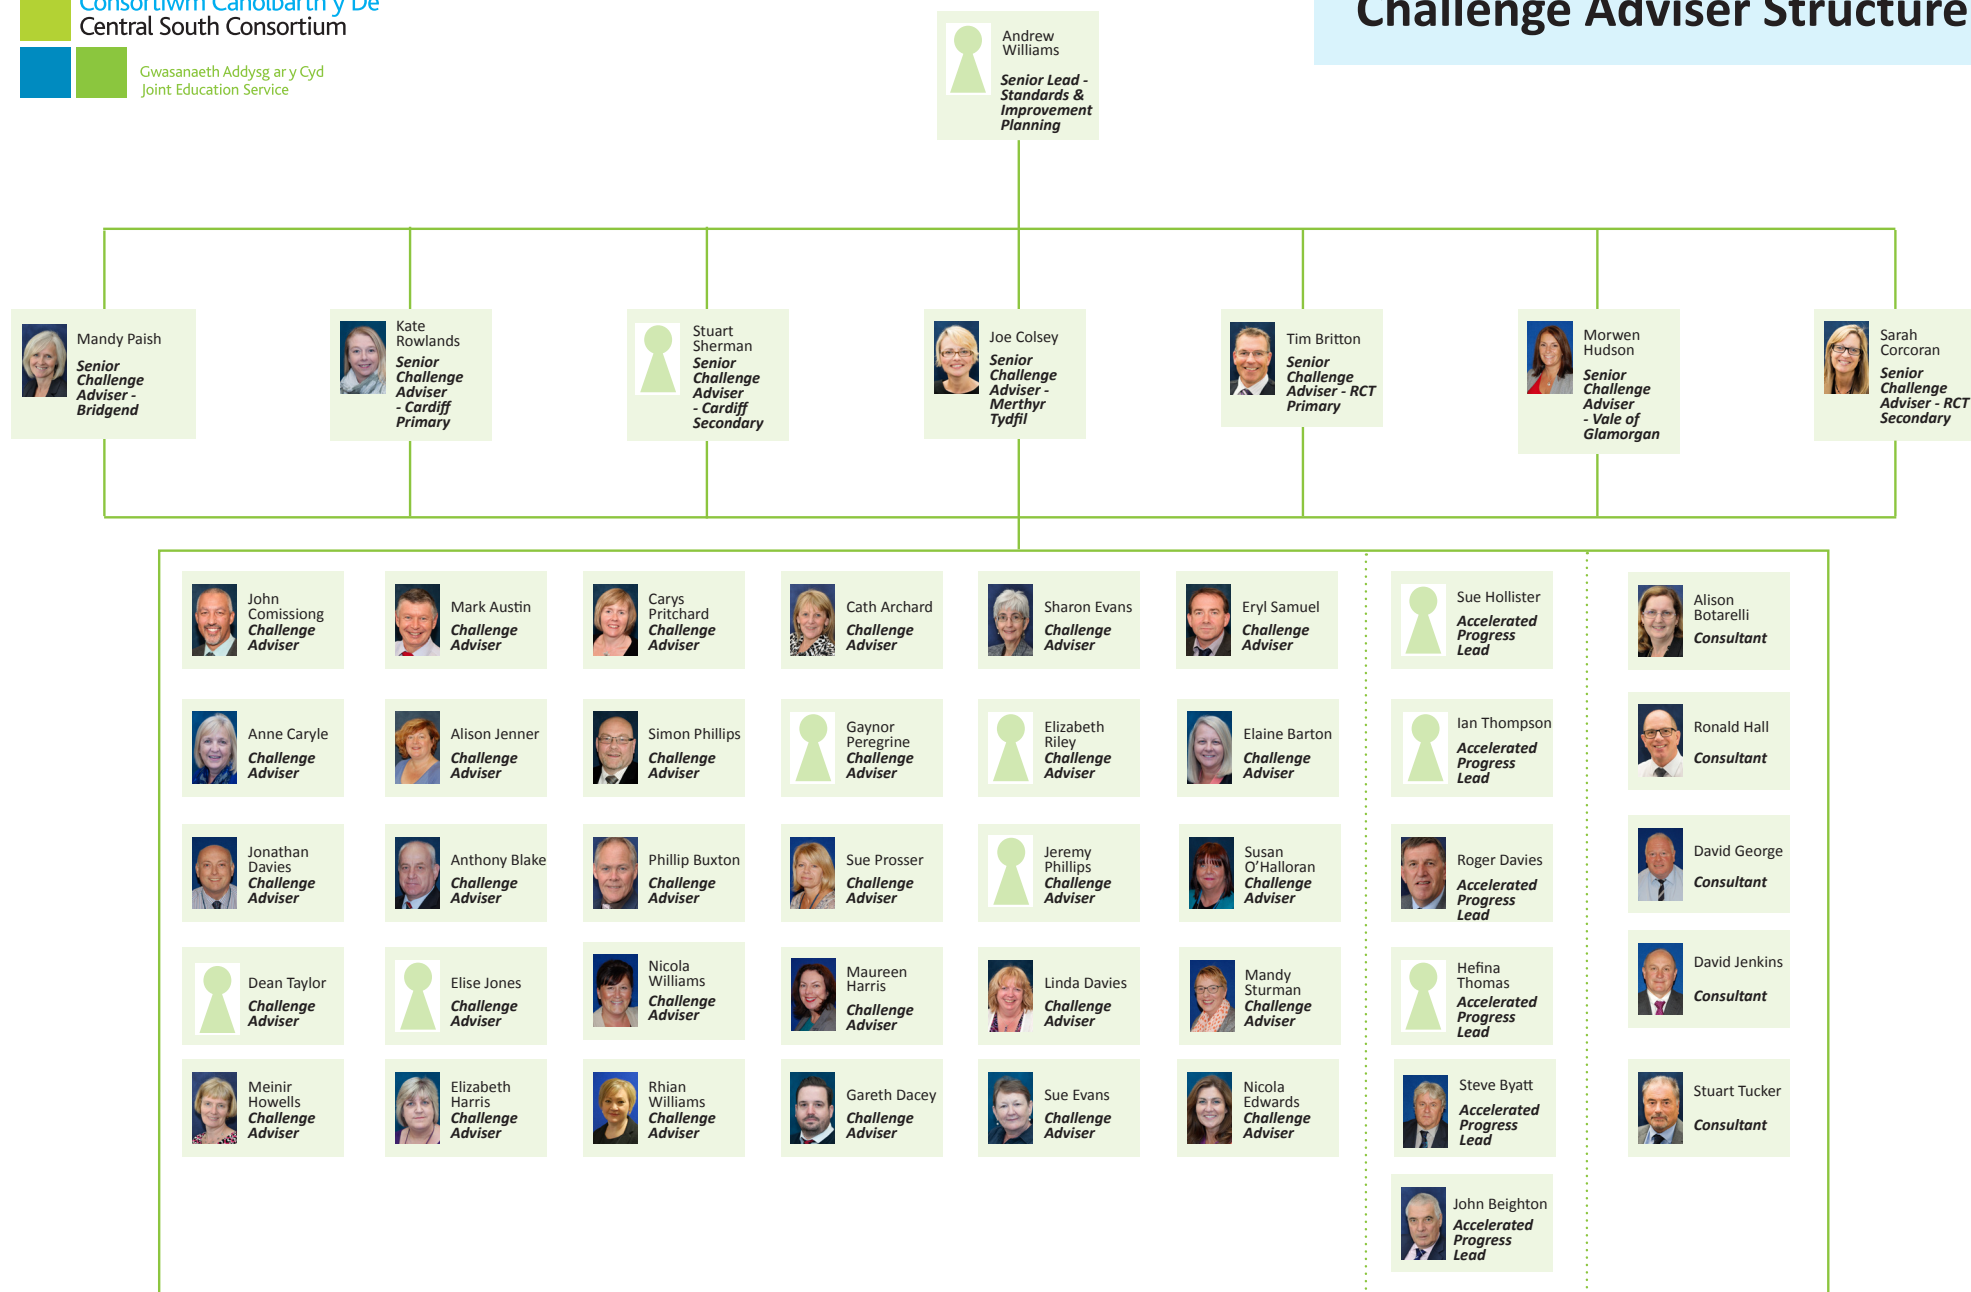 Consortiwm Canolbarth y De
Central South Consortium
Gwasanaeth Addysg ar y Cyd
Joint Education Service
Challenge Adviser Structure
Andrew
Williams
Senior Lead -
Standards &
Improvement
Planning
Mandy Paish
Senior
Challenge
Adviser -
Bridgend
Kate
Rowlands
Senior
Challenge
Adviser
- Cardiff
Primary
Stuart
Sherman
Senior
Challenge
Adviser
- Cardiff
Secondary
Joe Colsey
Senior
Challenge
Adviser -
Merthyr
Tydfil
Tim Britton
Senior
Challenge
Adviser - RCT
Primary
Morwen
Hudson
Senior
Challenge
Adviser
- Vale of
Glamorgan
Sarah
Corcoran
Senior
Challenge
Adviser - RCT
Secondary
John
Comissiong
Challenge
Adviser
Mark Austin
Challenge
Adviser
Carys
Pritchard
Challenge
Adviser
Cath Archard
Challenge
Adviser
Sharon Evans
Challenge
Adviser
Eryl Samuel
Challenge
Adviser
Sue Hollister
Accelerated
Progress
Lead
Alison
Botarelli
Consultant
Anne Caryle
Challenge
Adviser
Alison Jenner
Challenge
Adviser
Simon Phillips
Challenge
Adviser
Gaynor
Peregrine
Challenge
Adviser
Elizabeth
Riley
Challenge
Adviser
Elaine Barton
Challenge
Adviser
Ian Thompson
Accelerated
Progress
Lead
Ronald Hall
Consultant
Jonathan
Davies
Challenge
Adviser
Anthony Blake
Challenge
Adviser
Phillip Buxton
Challenge
Adviser
Sue Prosser
Challenge
Adviser
Jeremy
Phillips
Challenge
Adviser
Susan
O'Halloran
Challenge
Adviser
Roger Davies
Accelerated
Progress
Lead
David George
Consultant
Dean Taylor
Challenge
Adviser
Elise Jones
Challenge
Adviser
Nicola
Williams
Challenge
Adviser
Maureen
Harris
Challenge
Adviser
Linda Davies
Challenge
Adviser
Mandy
Sturman
Challenge
Adviser
Hefina
Thomas
Accelerated
Progress
Lead
David Jenkins
Consultant
Meinir
Howells
Challenge
Adviser
Elizabeth
Harris
Challenge
Adviser
Rhian
Williams
Challenge
Adviser
Gareth Dacey
Challenge
Adviser
Sue Evans
Challenge
Adviser
Nicola
Edwards
Challenge
Adviser
Steve Byatt
Accelerated
Progress
Lead
Stuart Tucker
Consultant
John Beighton
Accelerated
Progress
Lead